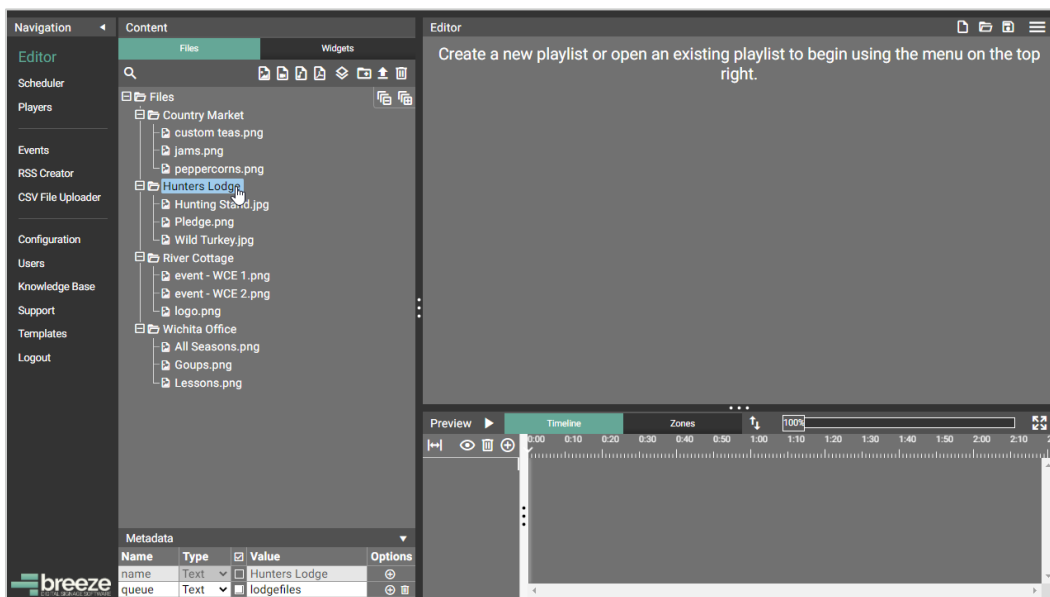 Navigation
Editor
Scheduler
Players
Events
RSS Creator
CSV File Uploader
Configuration
Users
Knowledge Base
Support
Templates
Logout
breeze
DIGITAL SIGNAGE SOFTWARE
Content
Files Widgets
Files
Country Market
custom teas.png
jams.png
peppercorns.png
Hunters Lodge
Hunting Stand.jpg
Pledge.png
Wild Turkey.jpg
River Cottage
event - WCE 1.png
event - WCE 2.png
logo.png
Wichita Office
All Seasons.png
Goups.png
Lessons.png
Metadata
Name Type Value Options
name Text Hunters Lodge
queue Text lodgefiles
Editor
Create a new playlist or open an existing playlist to begin using the menu on the top
right.
Preview Timeline Zones 100%
0:00 0:10 0:20 0:30 0:40 0:50 1:00 1:10 1:20 1:30 1:40 1:50 2:00 2:10